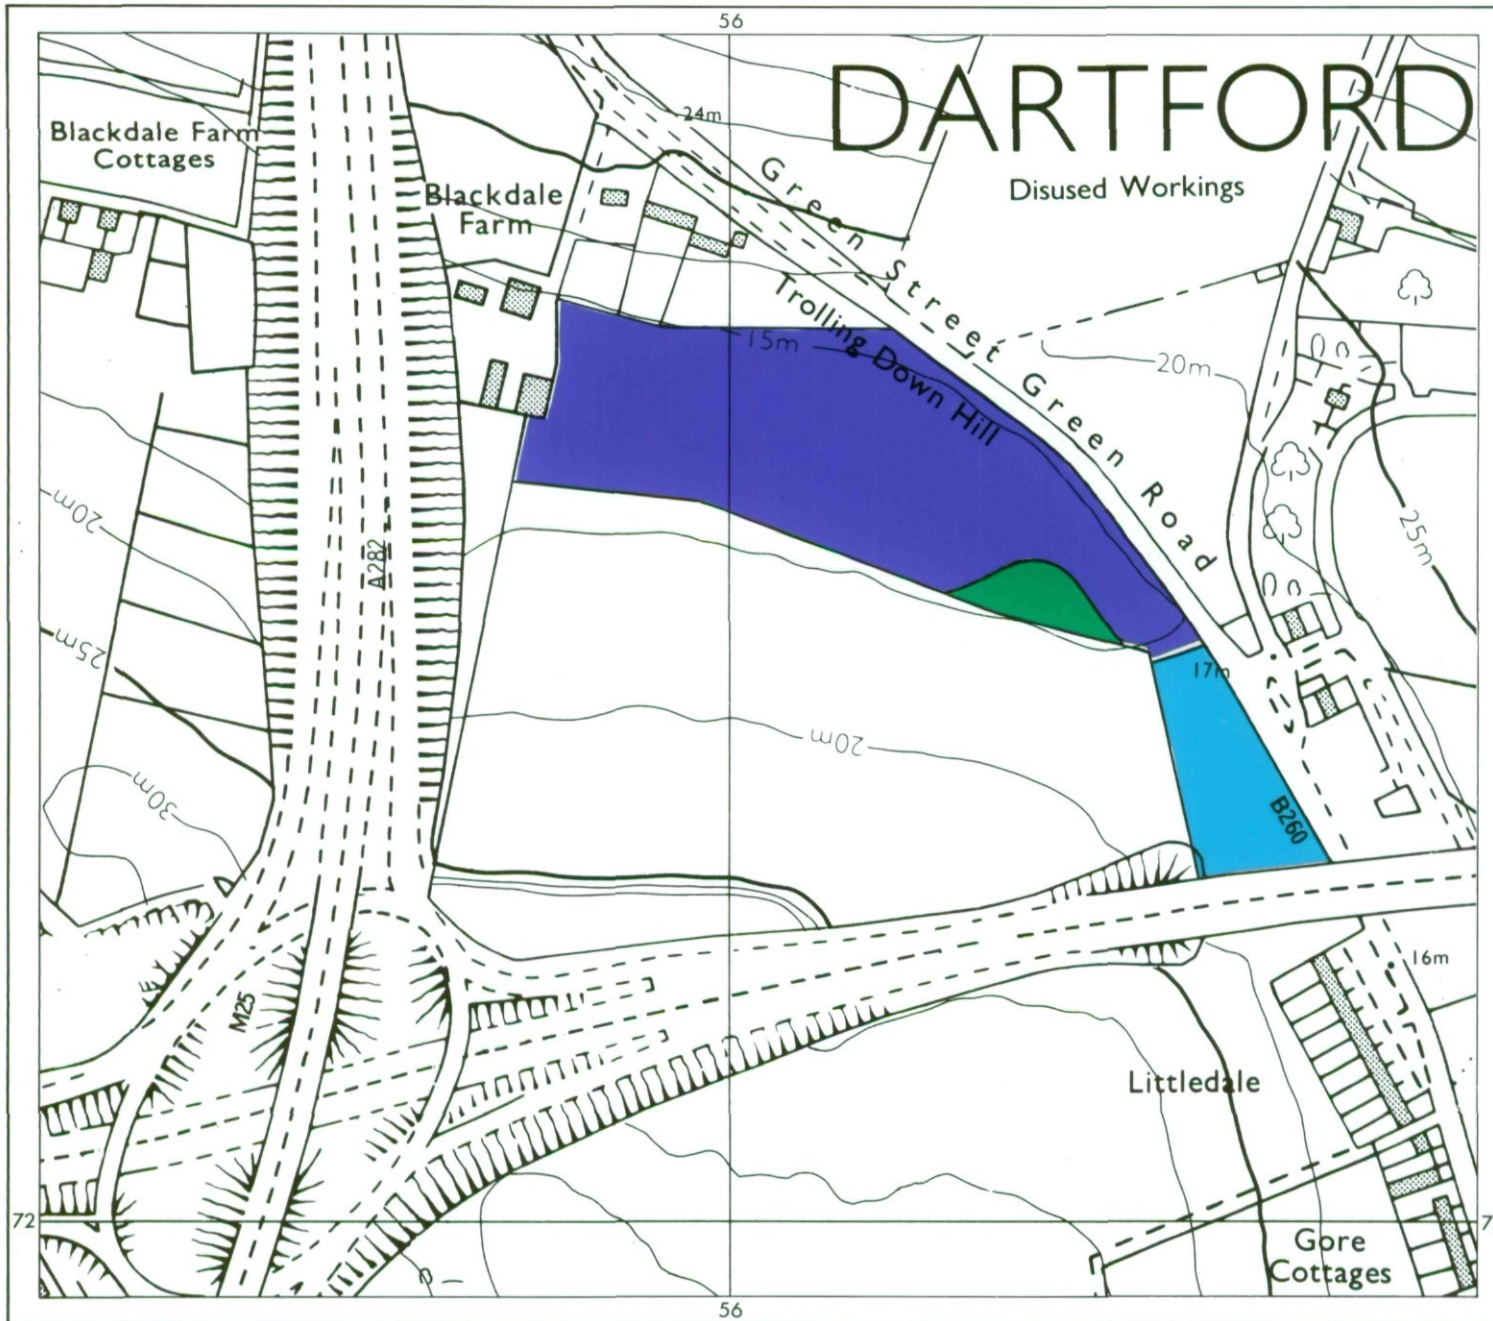 56
DARTFORD
24m
Blackdale Farm
Cottages
Blackdale
Farm
Disused Workings
Green Street Green Road
Trolling Down Hill
15m
20m
20m
25m
A282
25m
17m
20m
30m
B260
M25
16m
Littledale
72
7
Gore
Cottages
56